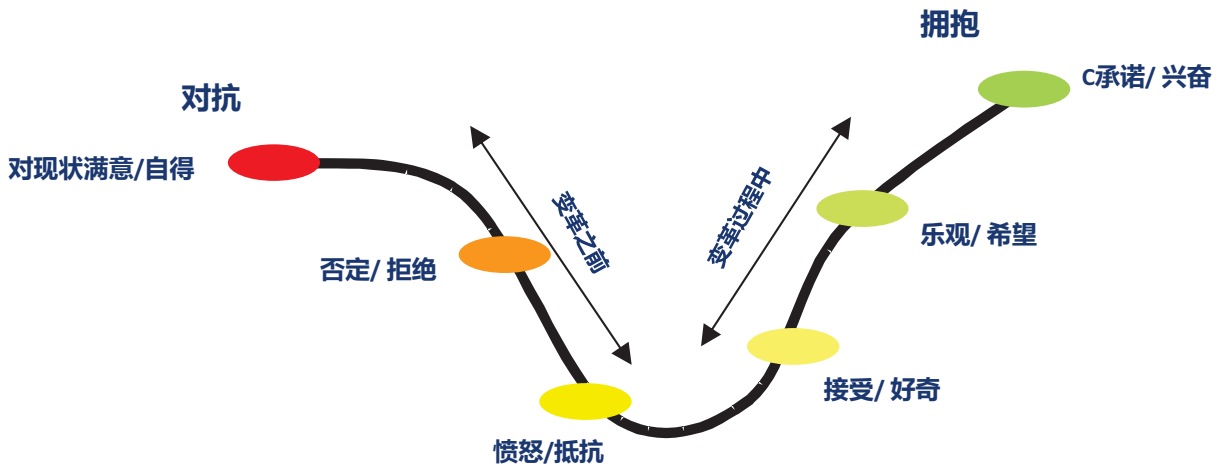 拥抱
C承诺/ 兴奋
对抗
对现状满意/自得
变革之前
变革过程中
乐观/ 希望
否定/ 拒绝
接受/ 好奇
愤怒/抵抗